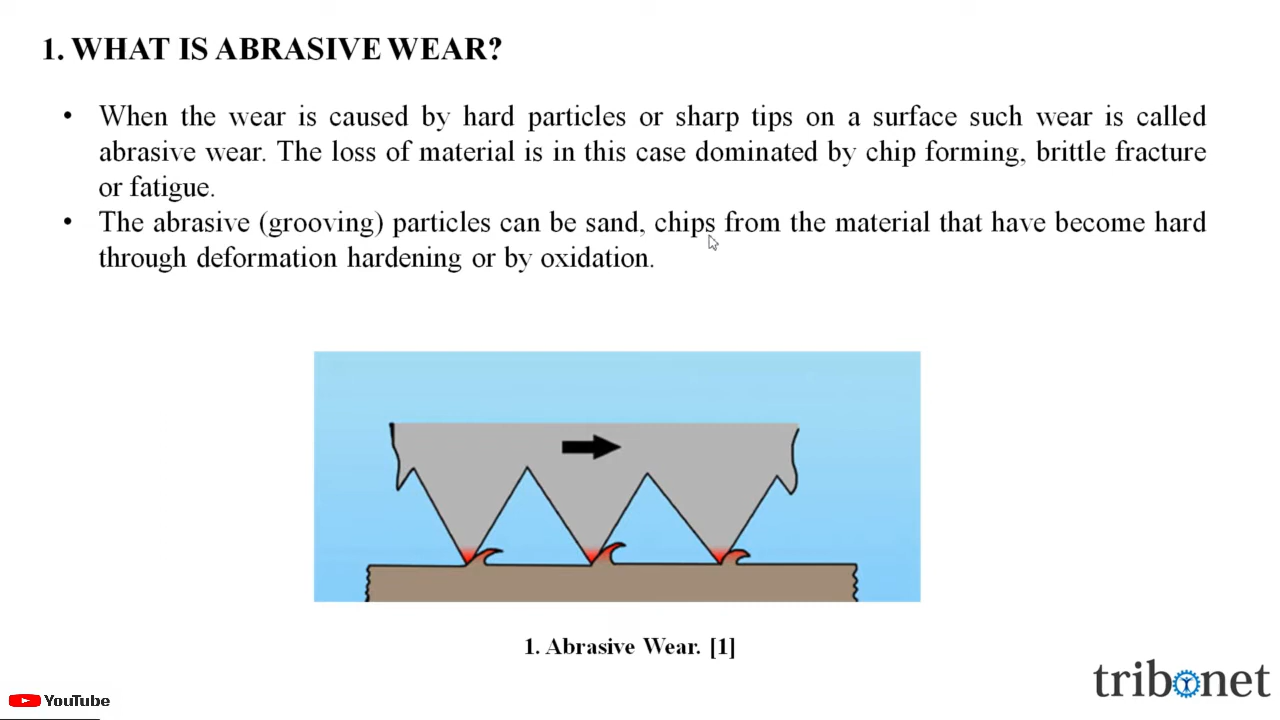 1. WHAT IS ABRASIVE WEAR?
• When the wear is caused by hard particles or sharp tips on a surface such wear is called
abrasive wear. The loss of material is in this case dominated by chip forming, brittle fracture
or fatigue.
• The abrasive (grooving) particles can be sand, chips from the material that have become hard
through deformation hardening or by oxidation.
1. Abrasive Wear. [1]
tribonet
YouTube